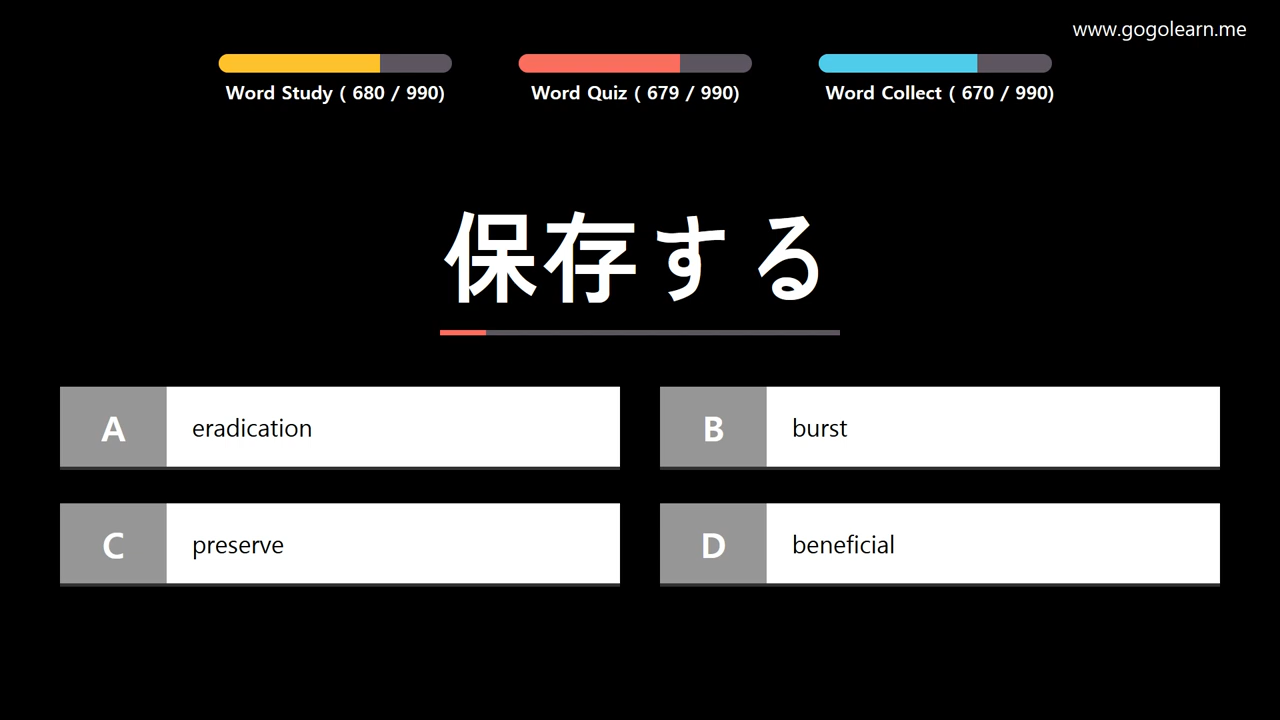 www.gogolearn.me
Word Study ( 680 / 990)
Word Quiz ( 679 / 990)
Word Collect ( 670 / 990)
保存する
A eradication
B burst
C preserve
D beneficial